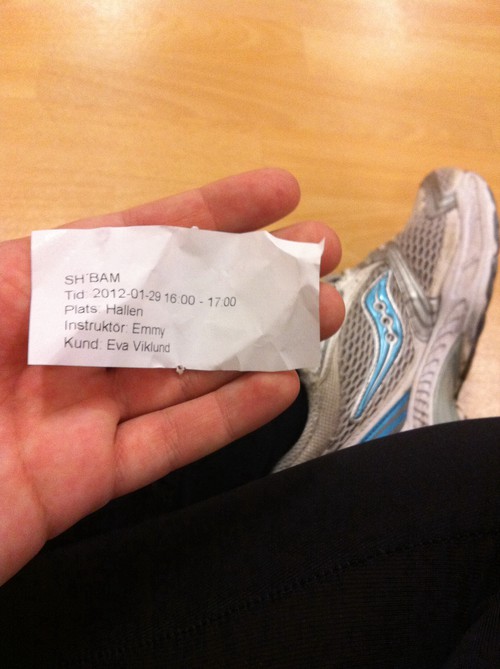 SH'BAM
Tid: 2012-01-29 16:00 - 17:00
Plats: Hallen
Instruktör: Emmy
Kund: Eva Viklund